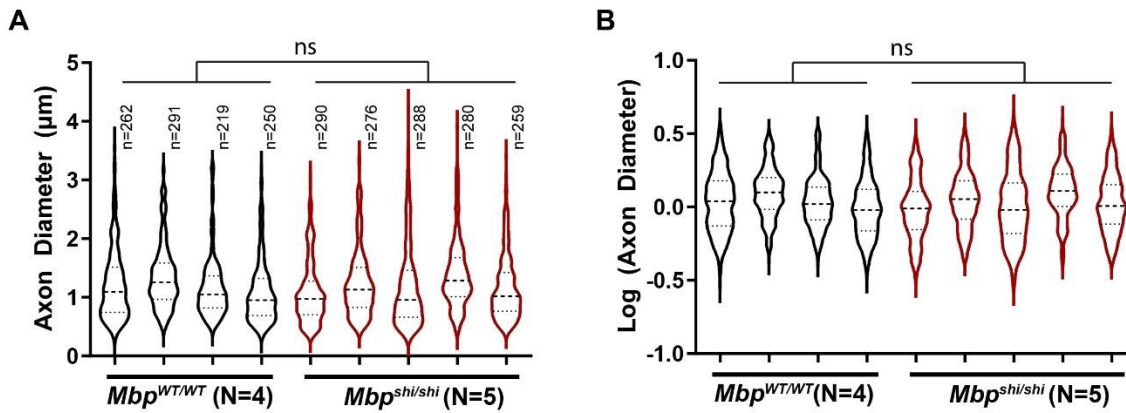 A
ns
Axon Diameter (µm)
5
4
3
2
1
0
n=262
n=291
n=219
n=250
n=290
n=276
n=288
n=280
n=259
Mbp^WT/WT (N=4)
Mbp^shi/shi (N=5)
B
ns
Log (Axon Diameter)
1.0
0.5
0.0
-0.5
-1.0
Mbp^WT/WT (N=4)
Mbp^shi/shi (N=5)